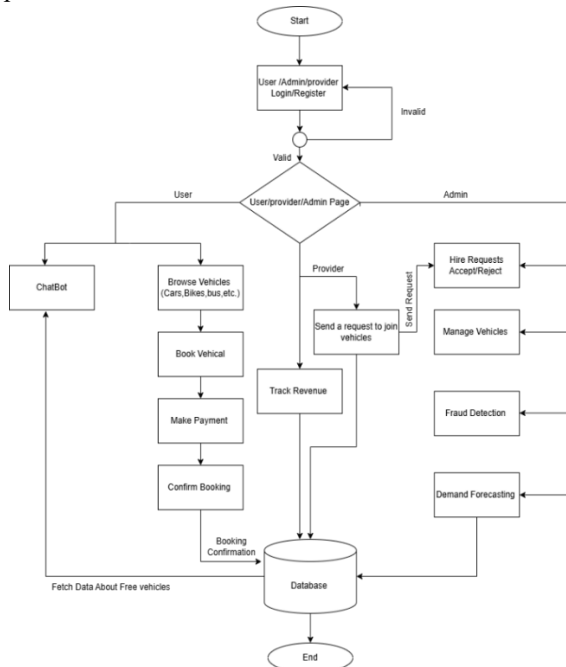 Start
User /Admin/provider
Login/Register
Invalid
Valid
User/provider/Admin Page
User
Admin
Provider
ChatBot
Browse Vehicles
(Cars,Bikes,bus,etc.)
Send a request to join
vehicles
Send Request
Hire Requests
Accept/Reject
Book Vehical
Manage Vehicles
Track Revenue
Make Payment
Fraud Detection
Confirm Booking
Demand Forecasting
Booking
Confirmation
Fetch Data About Free vehicles
Database
End